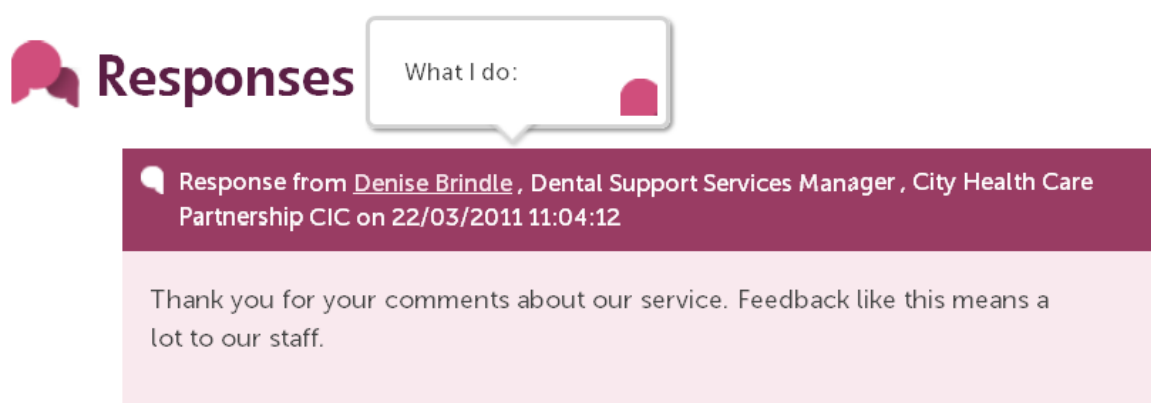 Responses
What I do:
Response from Denise Brindle , Dental Support Services Manager , City Health Care
Partnership CIC on 22/03/2011 11:04:12
Thank you for your comments about our service. Feedback like this means a
lot to our staff.